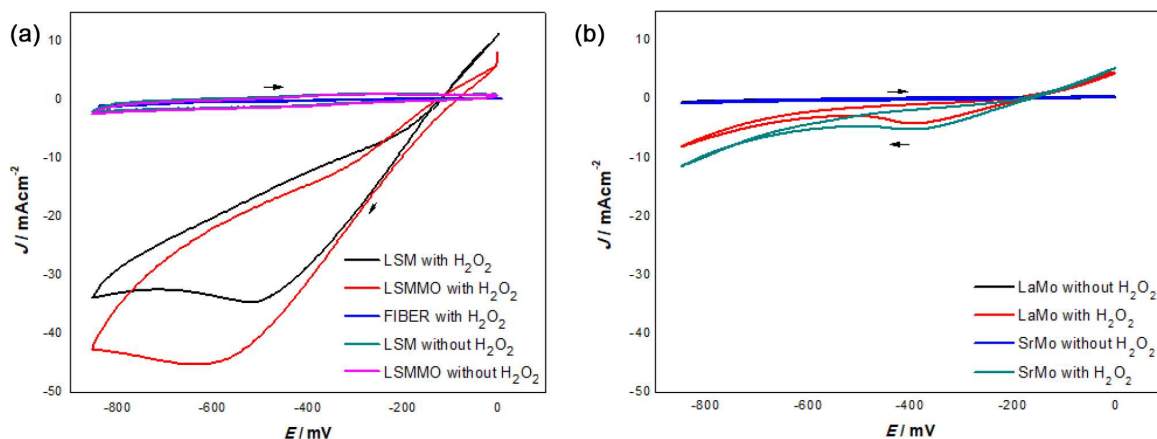 (a)
10
0
-10
-20
-30
-40
-50
J / mAcm⁻²
LSM with H₂O₂
LSMMO with H₂O₂
FIBER with H₂O₂
LSM without H₂O₂
LSMMO without H₂O₂
-800
-600
-400
-200
0
E / mV
(b)
10
0
-10
-20
-30
-40
-50
J / mAcm⁻²
LaMo without H₂O₂
LaMo with H₂O₂
SrMo without H₂O₂
SrMo with H₂O₂
-800
-600
-400
-200
0
E / mV